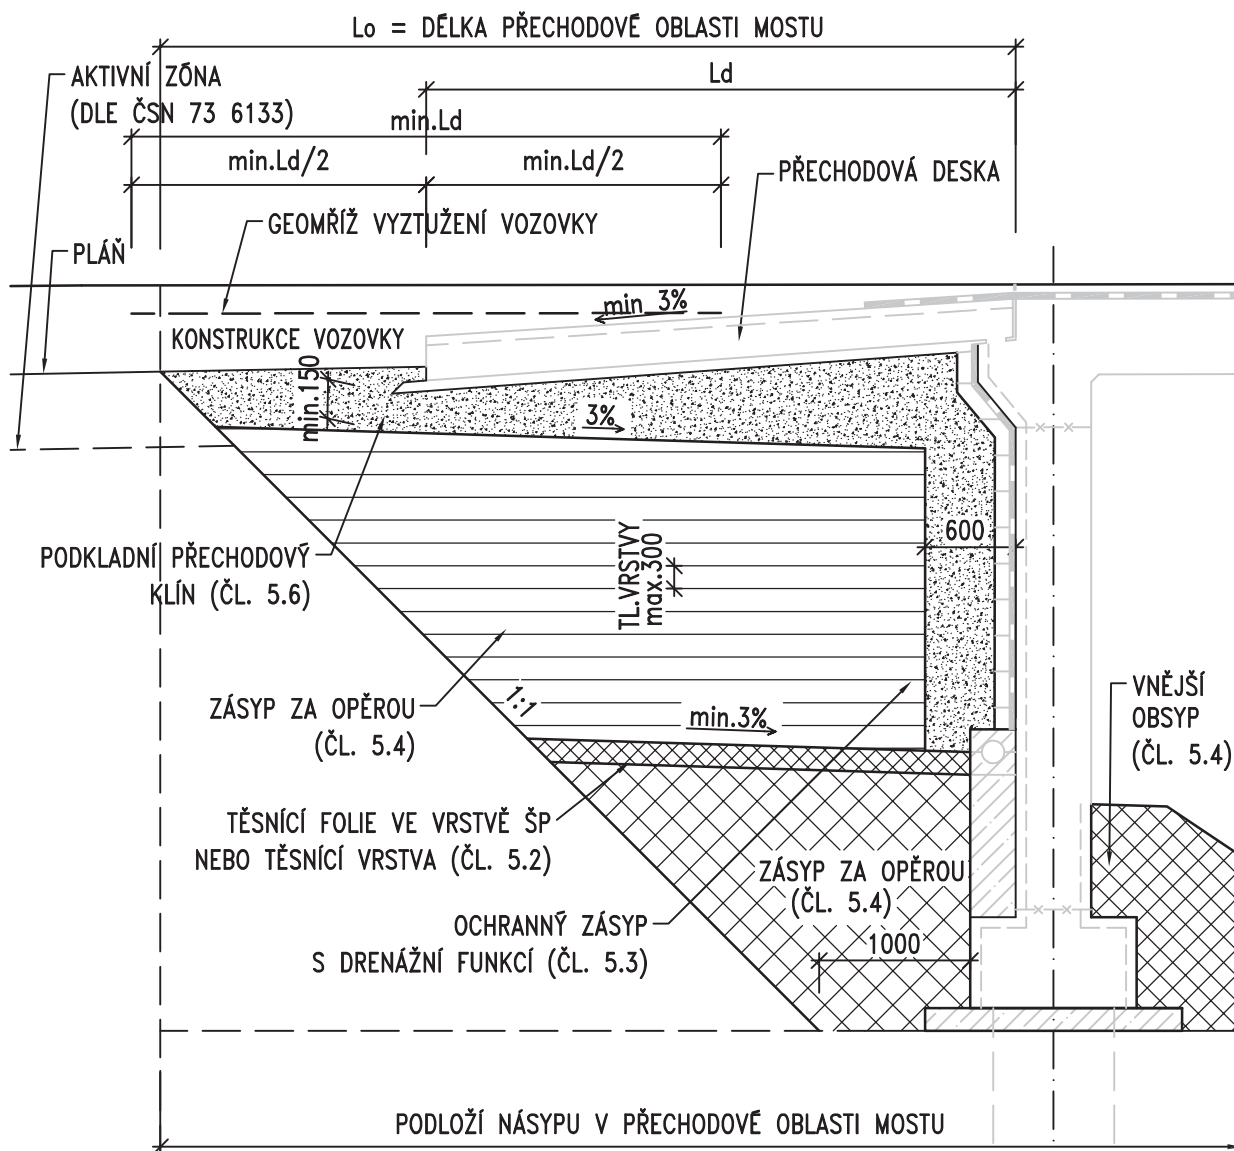 Lo = DÉLKA PŘECHODOVÉ OBLASTI MOSTU
Ld
AKTIVNÍ ZÓNA
(DLE ČSN 73 6133)
min.Ld
min.Ld/2
min.Ld/2
PŘECHODOVÁ DESKA
GEOMŘÍŽ VYZTUŽENÍ VOZOVKY
PLÁŇ
min 3%
KONSTRUKCE VOZOVKY
min.150
3%
600
PODKLADNÍ PŘECHODOVÝ
KLÍN (ČL. 5.6)
TL.VRSTVY
max.300
1:1
ZÁSYP ZA OPĚROU
(ČL. 5.4)
min.3%
VNĚJŠÍ
OBSYP
(ČL. 5.4)
TĚSNÍCÍ FOLIE VE VRSTVĚ ŠP
NEBO TĚSNÍCÍ VRSTVA (ČL. 5.2)
ZÁSYP ZA OPĚROU
(ČL. 5.4)
OCHRANNÝ ZÁSYP
S DRENÁŽNÍ FUNKCÍ (ČL. 5.3)
1000
PODLOŽÍ NÁSYPU V PŘECHODOVÉ OBLASTI MOSTU